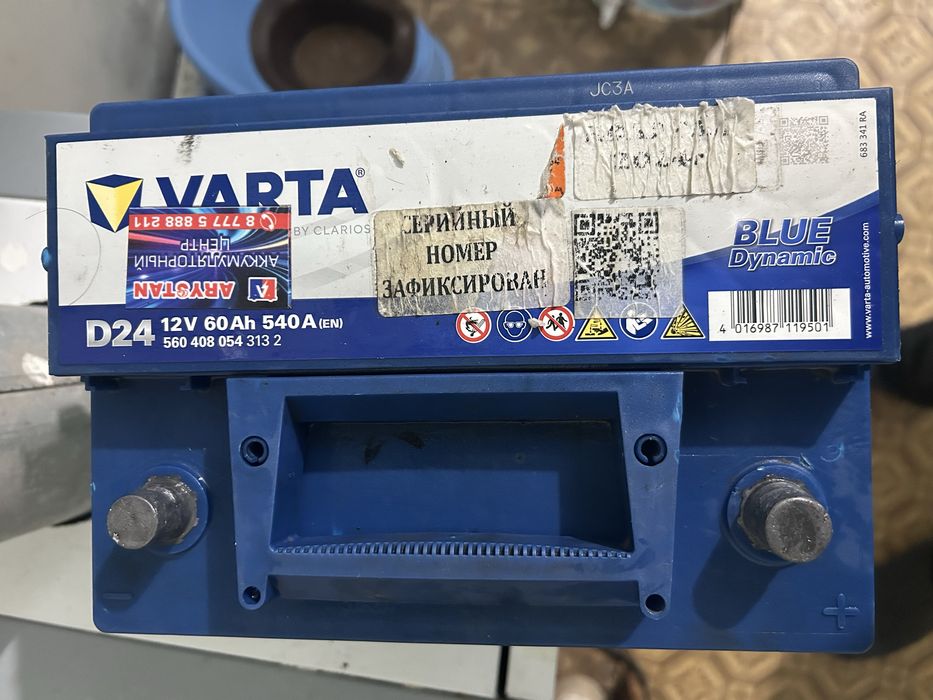 JC3A
683 341 RA
VARTA®
BY CLARIOS
8 777 5 888 211
АККУМУЛЯТОРНЫЙ
ЦЕНТР
ARYSTAN
СЕРИЙНЫЙ
НОМЕР
ЗАФИКСИРОВАН
BLUE
Dynamic
www.varta-automotive.com
D24 12V 60Ah 540A (EN)
560 408 054 313 2
4 016987 119501
- +